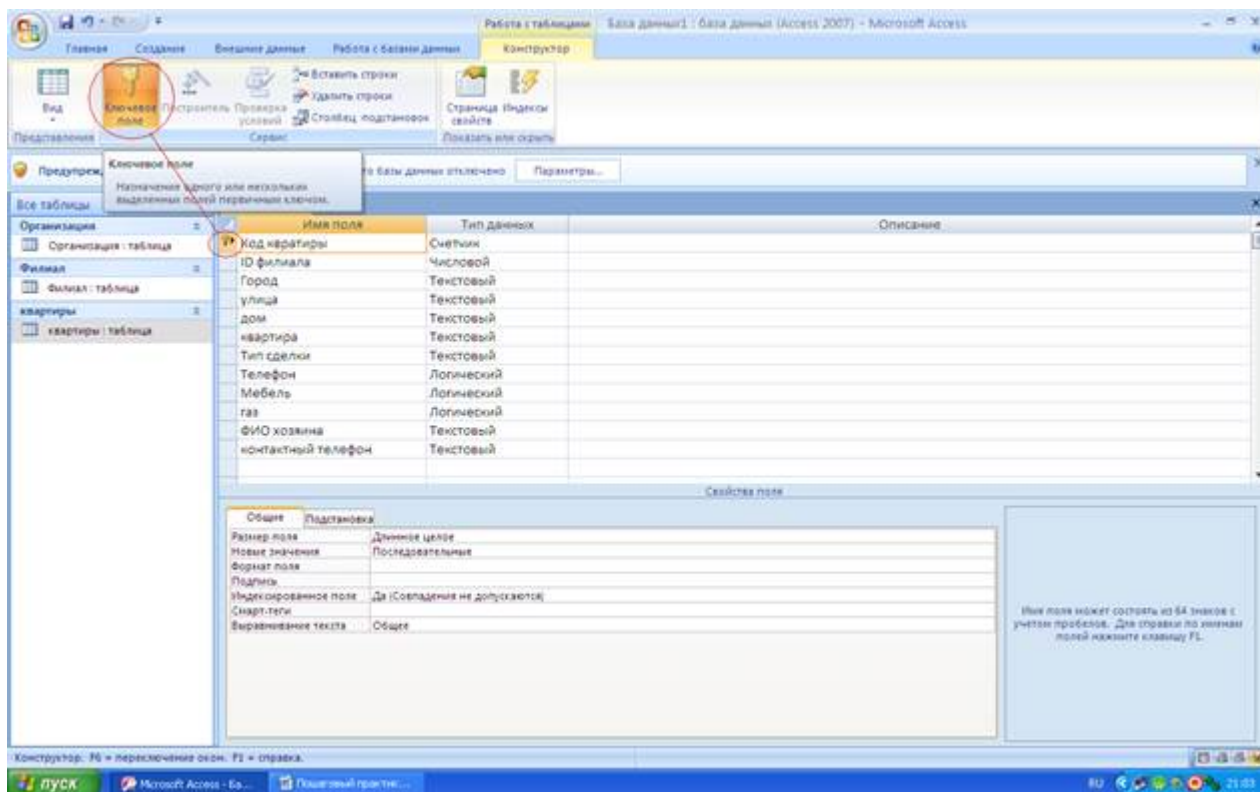 Работа с таблицами База данных1 : база данных (Access 2007) - Microsoft Access
Главная Создание Внешние данные Работа с базами данных Конструктор
Вид
Ключевое поле
Построитель
Проверка условий
Вставить строки
Удалить строки
Столбец подстановок
Страница свойств
Индексы
Представления Сервис Показать или скрыть
Ключевое поле
Назначение одного или нескольких
выделенных полей первичным ключом.
Предупреж
о базы данных отключено Параметры...
Все таблицы
Организация
Организация : таблица
Филиал
Филиал : таблица
квартиры
квартиры : таблица
Имя поля Тип данных Описание
Код кератиры Счетчик
ID филиала Числовой
Город Текстовый
улица Текстовый
дом Текстовый
квартира Текстовый
Тип сделки Текстовый
Телефон Логический
Мебель Логический
газ Логический
ФИО хозяина Текстовый
контактный телефон Текстовый
Свойства поля
Общие Подстановка
Размер поля Длинное целое
Новые значения Последовательные
Формат поля
Подпись
Индексированное поле Да (Совпадения не допускаются)
Смарт-теги
Выравнивание текста Общее
Имя поля может состоять из 64 знаков с
учетом пробелов. Для справки по именам
полей нажмите клавишу F1.
Конструктор. F6 = переключение окон. F1 = справка.
пуск Microsoft Access - Ба... Пошаговый практик... RU 21:03